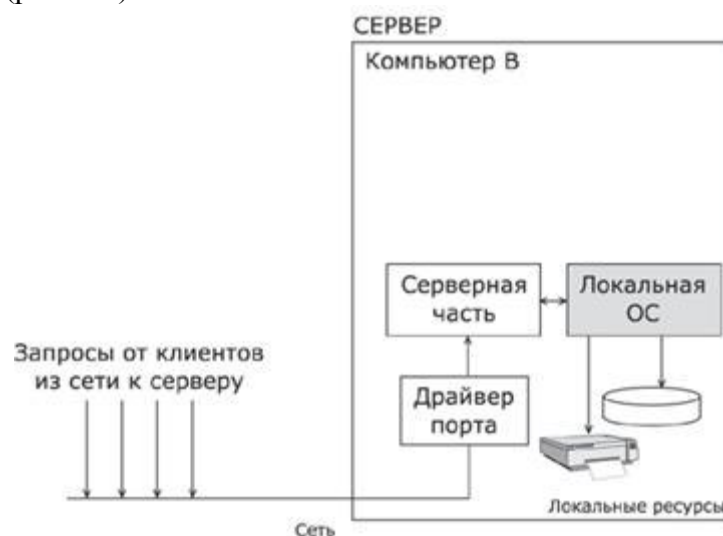 СЕРВЕР
Компьютер В
Серверная
часть
Локальная
ОС
Запросы от клиентов
из сети к серверу
Драйвер
порта
Локальные ресурсы
Сеть